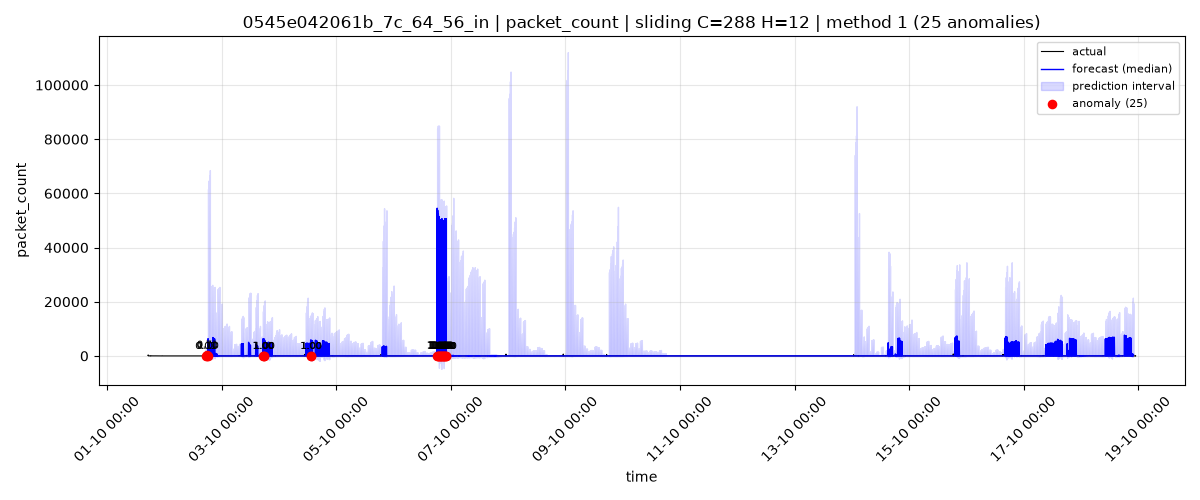 0545e042061b_7c_64_56_in | packet_count | sliding C=288 H=12 | method 1 (25 anomalies)
actual
forecast (median)
prediction interval
anomaly (25)
packet_count
100000
80000
60000
40000
20000
0
01-10 00:00
03-10 00:00
05-10 00:00
07-10 00:00
09-10 00:00
11-10 00:00
13-10 00:00
15-10 00:00
17-10 00:00
19-10 00:00
time